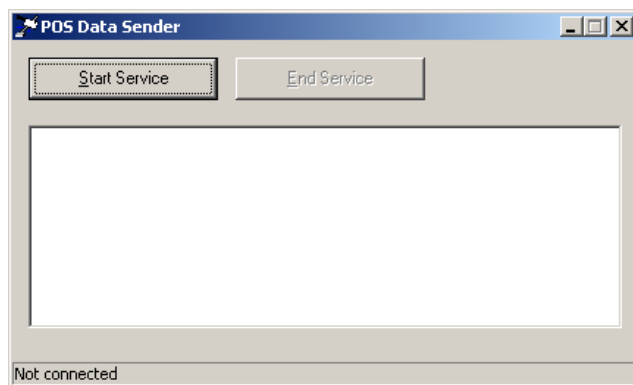 POS Data Sender
Start Service
End Service
Not connected